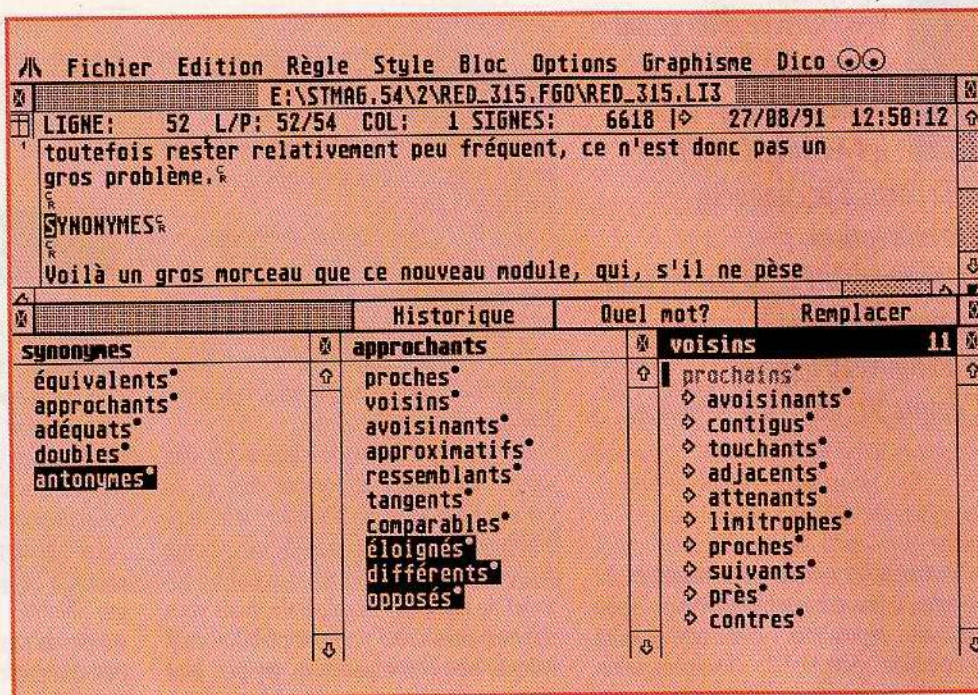 Fichier Edition Règle Style Bloc Options Graphisme Dico
E:\STMAG.54\2\RED_315.FGO\RED_315.LI3
LIGNE: 52 L/P: 52/54 COL: 1 SIGNES: 6618 27/08/91 12:50:12
toutefois rester relativement peu fréquent, ce n'est donc pas un
gros problème.
SYNONYMES
Voilà un gros morceau que ce nouveau module, qui, s'il ne pèse
Historique Quel mot? Remplacer
synonymes
équivalents
approchants
adéquats
doubles
antonymes
approchants
proches
voisins
avoisinants
approximatifs
ressemblants
tangents
comparables
éloignés
différents
opposés
voisins 11
prochains
avoisinants
contigus
touchants
adjacents
attenants
limitrophes
proches
suivants
près
contres